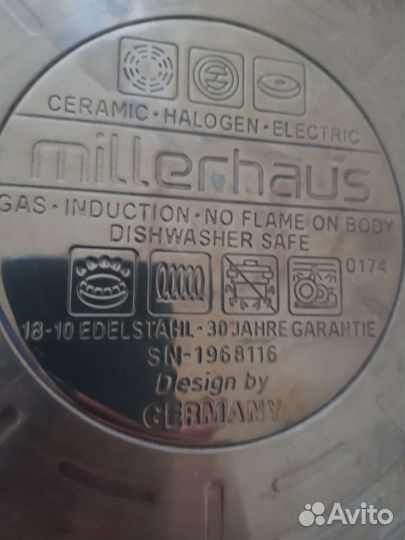 CERAMIC · HALOGEN · ELECTRIC
millerhaus
GAS · INDUCTION · NO FLAME ON BODY
DISHWASHER SAFE
0174
18-10 EDELSTAHL · 30 JAHRE GARANTIE
SN-1968116
Design by
GERMANY
Avito